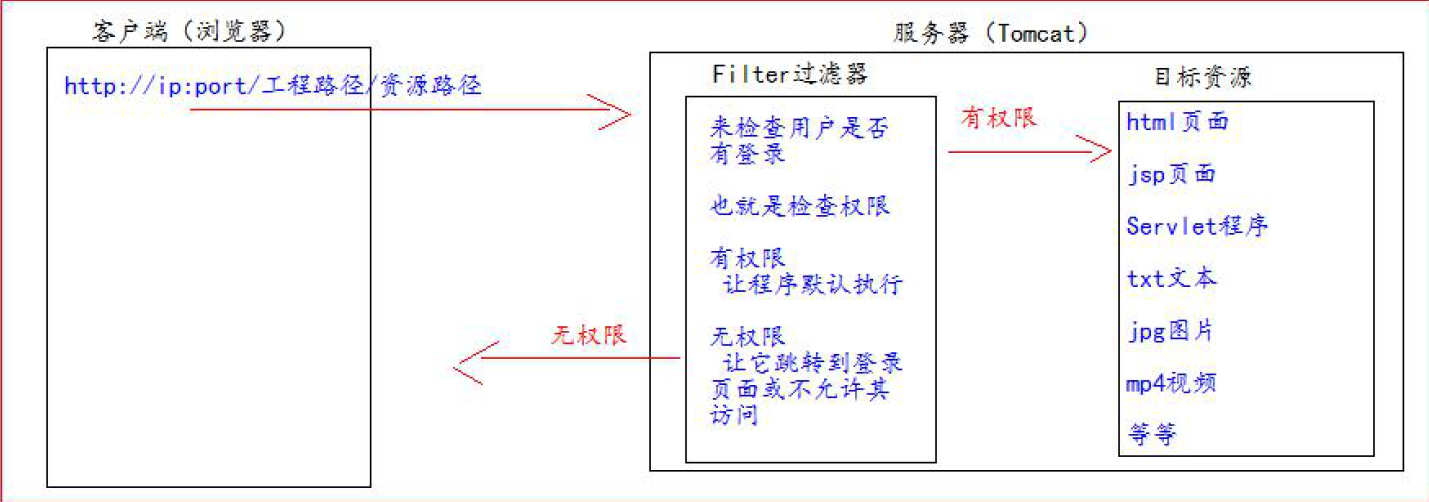 客户端（浏览器）
http://ip:port/工程路径/资源路径
服务器（Tomcat）
Filter过滤器
来检查用户是否
有登录
也就是检查权限
有权限
让程序默认执行
无权限
让它跳转到登录
页面或不允许其
访问
有权限
无权限
目标资源
html页面
jsp页面
Servlet程序
txt文本
jpg图片
mp4视频
等等